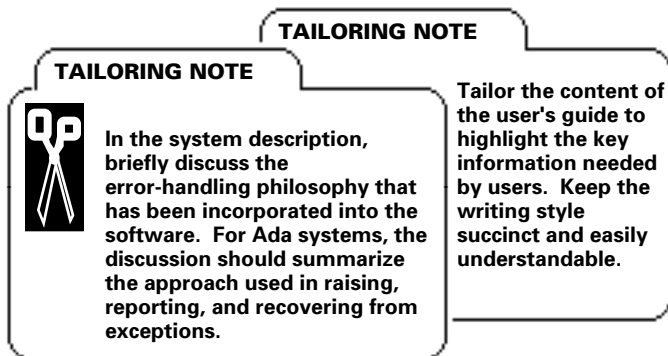 TAILORING NOTE
In the system description,
briefly discuss the
error-handling philosophy that
has been incorporated into the
software. For Ada systems, the
discussion should summarize
the approach used in raising,
reporting, and recovering from
exceptions.
TAILORING NOTE
Tailor the content of
the user's guide to
highlight the key
information needed
by users. Keep the
writing style
succinct and easily
understandable.